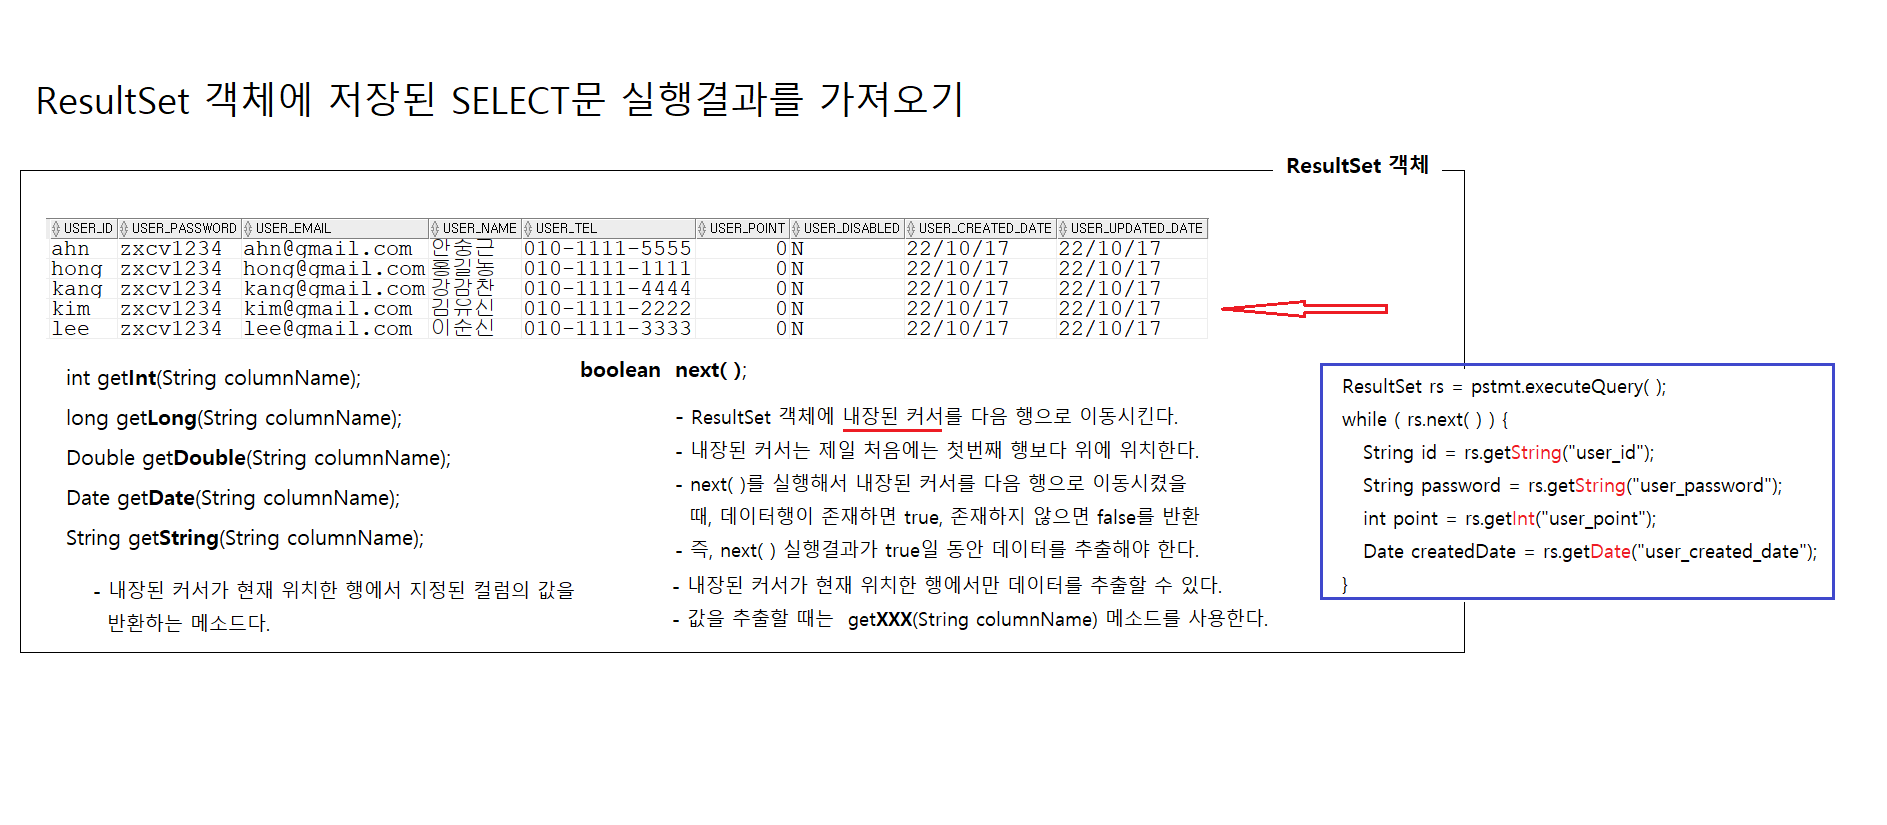 ResultSet 객체에 저장된 SELECT문 실행결과를 가져오기
ResultSet 객체
USER_ID USER_PASSWORD USER_EMAIL USER_NAME USER_TEL USER_POINT USER_DISABLED USER_CREATED_DATE USER_UPDATED_DATE
ahn zxcv1234 ahn@gmail.com 안중근 010-1111-5555 0 N 22/10/17 22/10/17
hong zxcv1234 hong@gmail.com 홍길동 010-1111-1111 0 N 22/10/17 22/10/17
kang zxcv1234 kang@gmail.com 강감찬 010-1111-4444 0 N 22/10/17 22/10/17
kim zxcv1234 kim@gmail.com 김유신 010-1111-2222 0 N 22/10/17 22/10/17
lee zxcv1234 lee@gmail.com 이순신 010-1111-3333 0 N 22/10/17 22/10/17
int getInt(String columnName);
long getLong(String columnName);
Double getDouble(String columnName);
Date getDate(String columnName);
String getString(String columnName);
- 내장된 커서가 현재 위치한 행에서 지정된 컬럼의 값을
반환하는 메소드다.
boolean next( );
- ResultSet 객체에 내장된 커서를 다음 행으로 이동시킨다.
- 내장된 커서는 제일 처음에는 첫번째 행보다 위에 위치한다.
- next( )를 실행해서 내장된 커서를 다음 행으로 이동시켰을
때, 데이터행이 존재하면 true, 존재하지 않으면 false를 반환
- 즉, next( ) 실행결과가 true일 동안 데이터를 추출해야 한다.
- 내장된 커서가 현재 위치한 행에서만 데이터를 추출할 수 있다.
- 값을 추출할 때는 getXXX(String columnName) 메소드를 사용한다.
ResultSet rs = pstmt.executeQuery( );
while ( rs.next( ) ) {
String id = rs.getString("user_id");
String password = rs.getString("user_password");
int point = rs.getInt("user_point");
Date createdDate = rs.getDate("user_created_date");
}